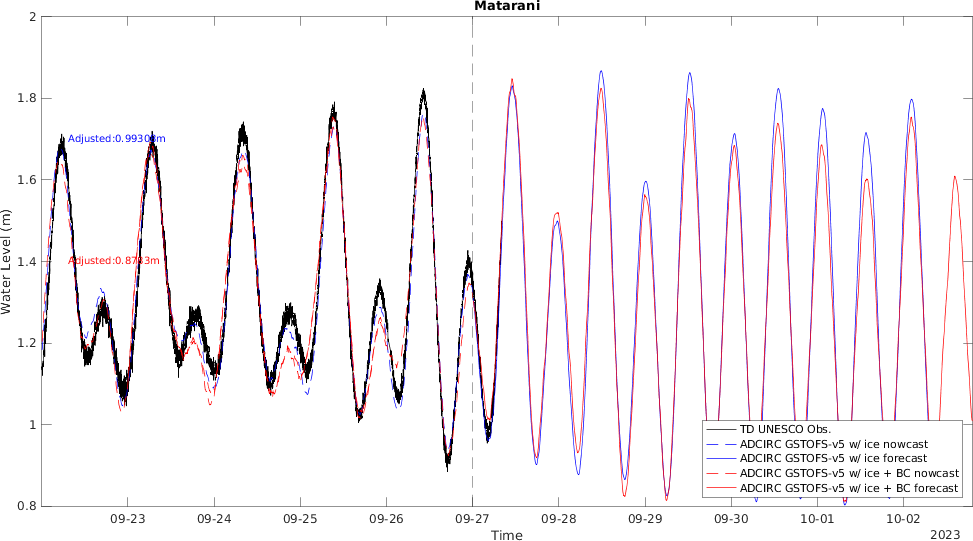 Matarani
2
1.8
1.6
1.4
1.2
1
0.8
Water Level (m)
Adjusted:0.99303m
Adjusted:0.8783m
09-23
09-24
09-25
09-26
09-27
09-28
09-29
09-30
10-01
10-02
Time
2023
TD UNESCO Obs.
ADCIRC GSTOFS-v5 w/ ice nowcast
ADCIRC GSTOFS-v5 w/ ice forecast
ADCIRC GSTOFS-v5 w/ ice + BC nowcast
ADCIRC GSTOFS-v5 w/ ice + BC forecast